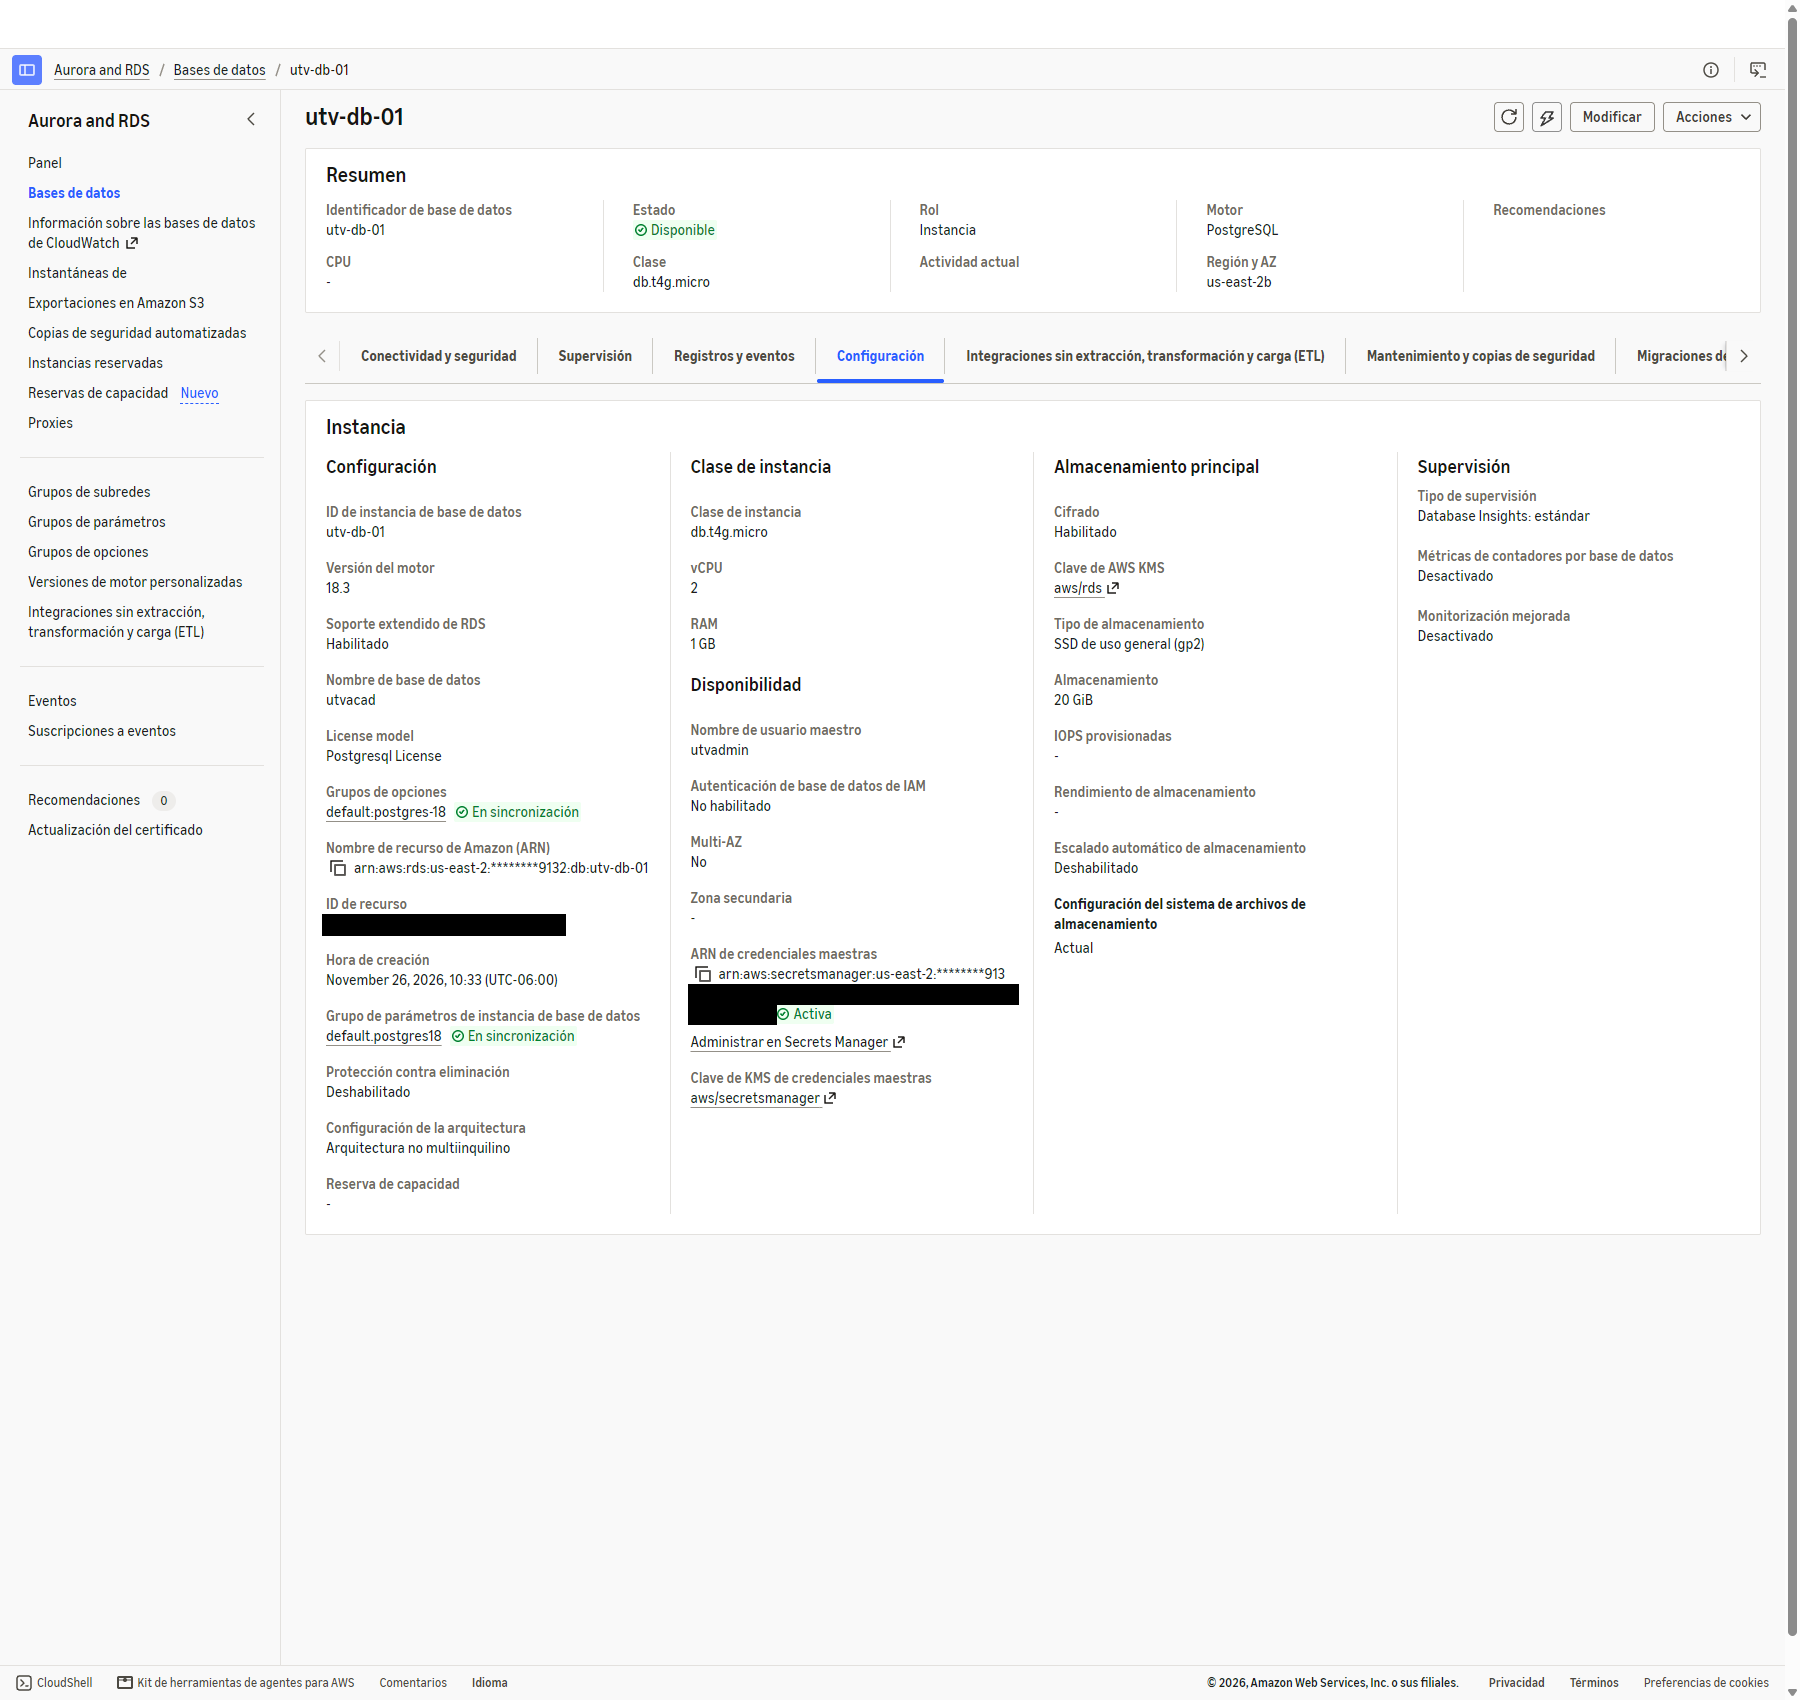 Aurora and RDS / Bases de datos / utv-db-01
Aurora and RDS
Panel
Bases de datos
Información sobre las bases de datos
de CloudWatch
Instantáneas de
Exportaciones en Amazon S3
Copias de seguridad automatizadas
Instancias reservadas
Reservas de capacidad Nuevo
Proxies
Grupos de subredes
Grupos de parámetros
Grupos de opciones
Versiones de motor personalizadas
Integraciones sin extracción,
transformación y carga (ETL)
Eventos
Suscripciones a eventos
Recomendaciones 0
Actualización del certificado
utv-db-01
Modificar
Acciones
Resumen
Identificador de base de datos
utv-db-01
CPU
-
Estado
Disponible
Clase
db.t4g.micro
Rol
Instancia
Actividad actual
Motor
PostgreSQL
Región y AZ
us-east-2b
Recomendaciones
Conectividad y seguridad
Supervisión
Registros y eventos
Configuración
Integraciones sin extracción, transformación y carga (ETL)
Mantenimiento y copias de seguridad
Migraciones de
Instancia
Configuración
ID de instancia de base de datos
utv-db-01
Versión del motor
18.3
Soporte extendido de RDS
Habilitado
Nombre de base de datos
utvacad
License model
Postgresql License
Grupos de opciones
default:postgres-18 En sincronización
Nombre de recurso de Amazon (ARN)
arn:aws:rds:us-east-2:********9132:db:utv-db-01
ID de recurso
Hora de creación
November 26, 2026, 10:33 (UTC-06:00)
Grupo de parámetros de instancia de base de datos
default.postgres18 En sincronización
Protección contra eliminación
Deshabilitado
Configuración de la arquitectura
Arquitectura no multiinquilino
Reserva de capacidad
-
Clase de instancia
Clase de instancia
db.t4g.micro
vCPU
2
RAM
1 GB
Disponibilidad
Nombre de usuario maestro
utvadmin
Autenticación de base de datos de IAM
No habilitado
Multi-AZ
No
Zona secundaria
-
ARN de credenciales maestras
arn:aws:secretsmanager:us-east-2:********913
Activa
Administrar en Secrets Manager
Clave de KMS de credenciales maestras
aws/secretsmanager
Almacenamiento principal
Cifrado
Habilitado
Clave de AWS KMS
aws/rds
Tipo de almacenamiento
SSD de uso general (gp2)
Almacenamiento
20 GiB
IOPS provisionadas
-
Rendimiento de almacenamiento
-
Escalado automático de almacenamiento
Deshabilitado
Configuración del sistema de archivos de
almacenamiento
Actual
Supervisión
Tipo de supervisión
Database Insights: estándar
Métricas de contadores por base de datos
Desactivado
Monitorización mejorada
Desactivado
CloudShell
Kit de herramientas de agentes para AWS
Comentarios
Idioma
© 2026, Amazon Web Services, Inc. o sus filiales.
Privacidad
Términos
Preferencias de cookies